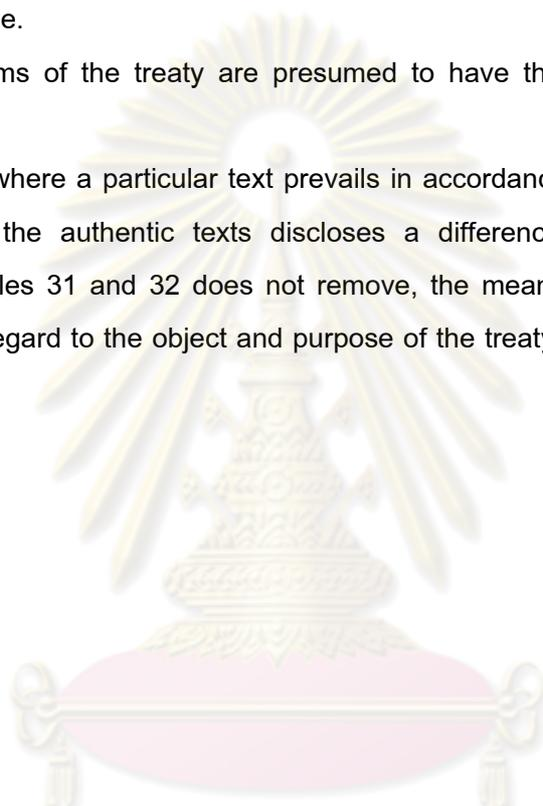 e.
ms of the treaty are presumed to have th
where a particular text prevails in accordanc
the authentic texts discloses a differenc
les 31 and 32 does not remove, the mean
egard to the object and purpose of the treaty